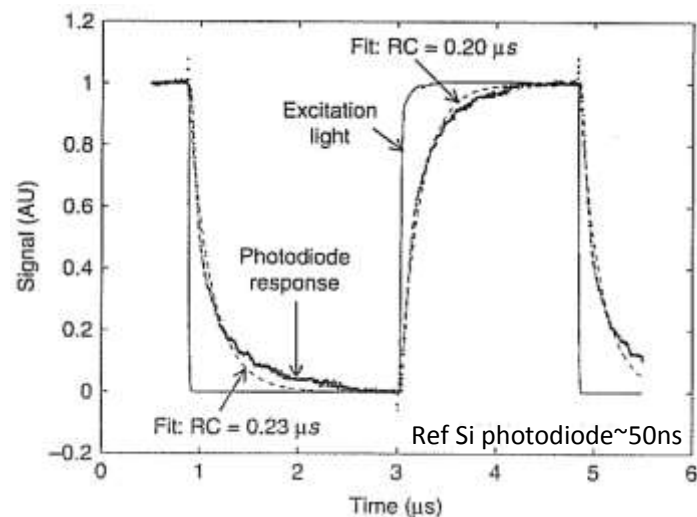 1.2
1
0.8
0.6
0.4
0.2
0
−0.2
Signal (AU)
Fit: RC = 0.20 μs
Excitation
light
Photodiode
response
Fit: RC = 0.23 μs
Ref Si photodiode~50ns
0 1 2 3 4 5 6
Time (μs)